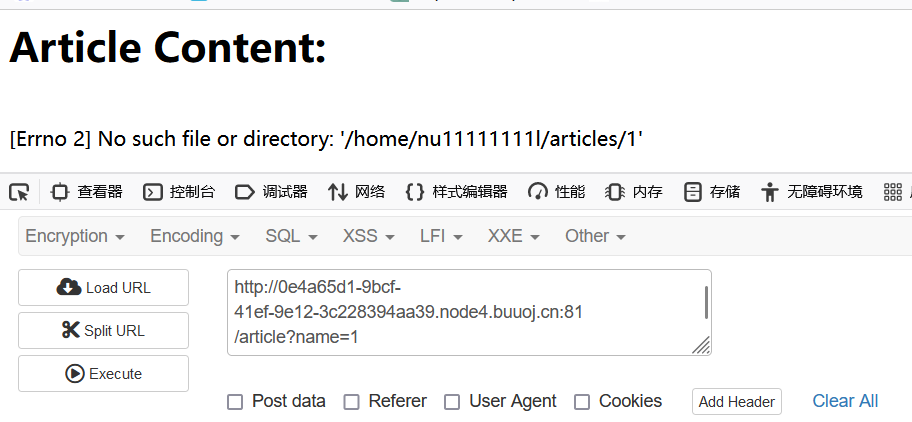 Article Content:
[Errno 2] No such file or directory: '/home/nu11111111l/articles/1'
查看器 控制台 调试器 网络 样式编辑器 性能 内存 存储 无障碍环境
Encryption Encoding SQL XSS LFI XXE Other
Load URL
Split URL
Execute
http://0e4a65d1-9bcf-
41ef-9e12-3c228394aa39.node4.buuoj.cn:81
/article?name=1
Post data Referer User Agent Cookies Add Header Clear All